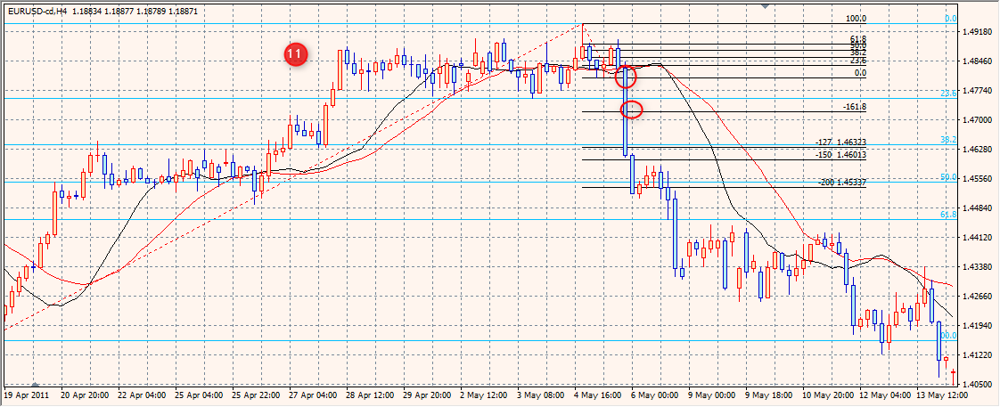 EURUSD-cd,H4 1.18834 1.18877 1.18789 1.18871
11
100.0
0.0
61.8
50.0
38.2
23.6
0.0
-161.8
-127 1.46323
-150 1.46013
-200 1.45337
23.6
38.2
50.0
61.8
00.0
1.49180
1.48460
1.47740
1.47000
1.46280
1.45560
1.44840
1.44120
1.43380
1.42660
1.41940
1.41220
1.40500
19 Apr 2011
20 Apr 20:00
22 Apr 04:00
25 Apr 04:00
25 Apr 22:00
27 Apr 04:00
28 Apr 12:00
29 Apr 20:00
2 May 12:00
3 May 08:00
4 May 16:00
6 May 00:00
9 May 00:00
9 May 18:00
10 May 20:00
12 May 04:00
13 May 12:00